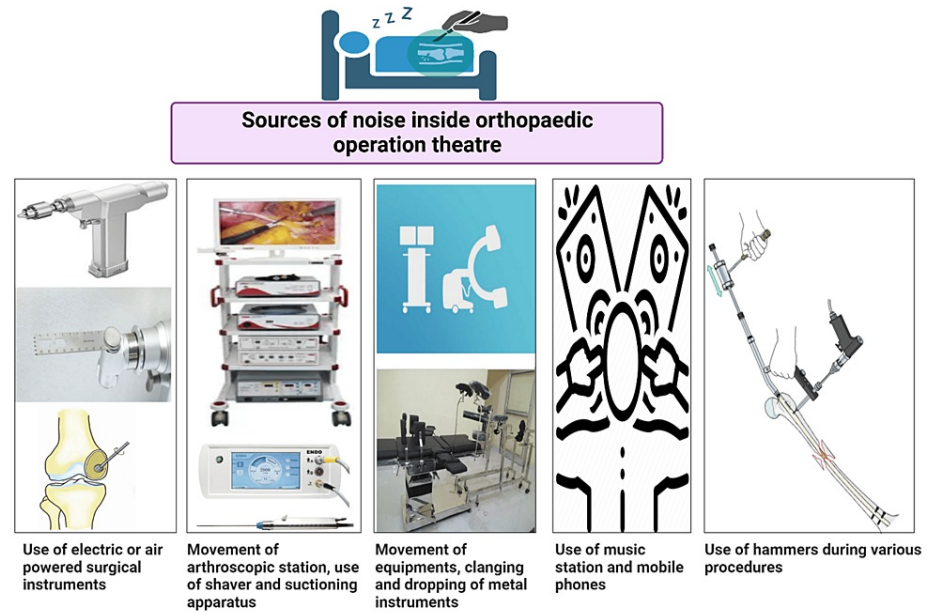 z z Z
Sources of noise inside orthopaedic
operation theatre
ENDO
Use of electric or air
powered surgical
instruments
Movement of
arthroscopic station, use
of shaver and suctioning
apparatus
Movement of
equipments, clanging
and dropping of metal
instruments
Use of music
station and mobile
phones
Use of hammers during various
procedures